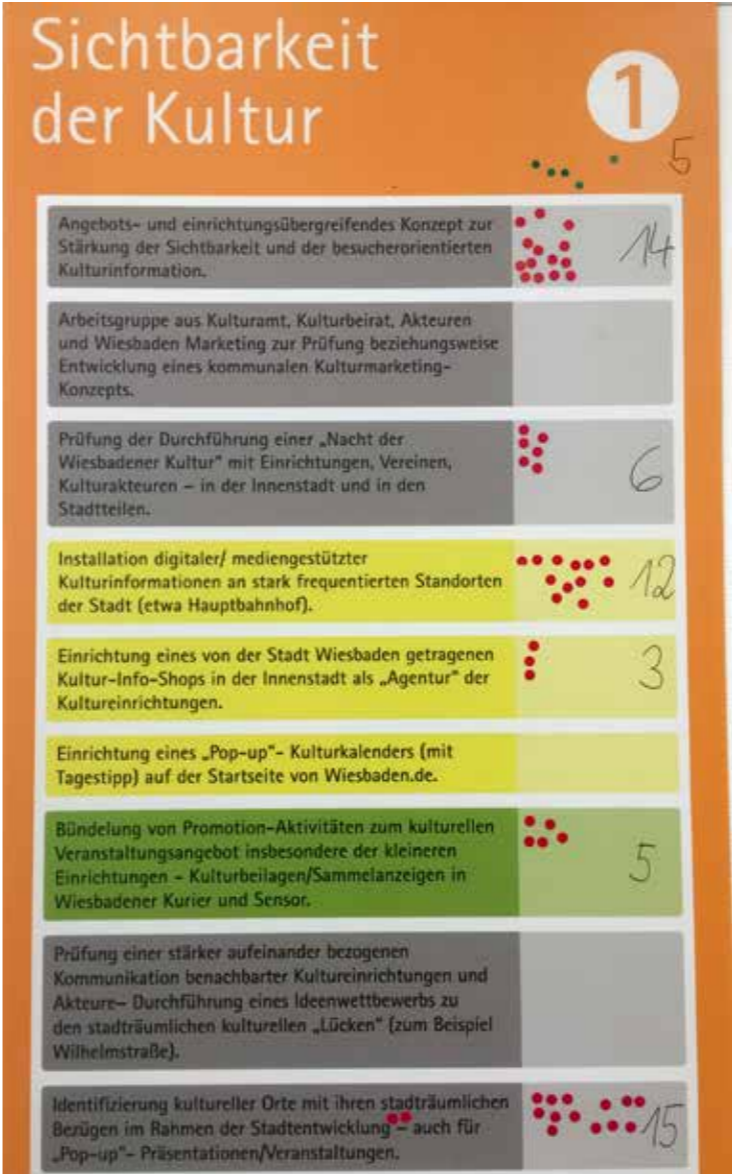 Sichtbarkeit
der Kultur
1
5
Angebots- und einrichtungsübergreifendes Konzept zur
Stärkung der Sichtbarkeit und der besucherorientierten
Kulturinformation.
14
Arbeitsgruppe aus Kulturamt, Kulturbeirat, Akteuren
und Wiesbaden Marketing zur Prüfung beziehungsweise
Entwicklung eines kommunalen Kulturmarketing-
Konzepts.
Prüfung der Durchführung einer „Nacht der
Wiesbadener Kultur" mit Einrichtungen, Vereinen,
Kulturakteuren – in der Innenstadt und in den
Stadtteilen.
6
Installation digitaler/ mediengestützter
Kulturinformationen an stark frequentierten Standorten
der Stadt (etwa Hauptbahnhof).
12
Einrichtung eines von der Stadt Wiesbaden getragenen
Kultur-Info-Shops in der Innenstadt als „Agentur" der
Kultureinrichtungen.
3
Einrichtung eines „Pop-up"- Kulturkalenders (mit
Tagestipp) auf der Startseite von Wiesbaden.de.
Bündelung von Promotion-Aktivitäten zum kulturellen
Veranstaltungsangebot insbesondere der kleineren
Einrichtungen - Kulturbeilagen/Sammelanzeigen in
Wiesbadener Kurier und Sensor.
5
Prüfung einer stärker aufeinander bezogenen
Kommunikation benachbarter Kultureinrichtungen und
Akteure– Durchführung eines Ideenwettbewerbs zu
den stadträumlichen kulturellen „Lücken" (zum Beispiel
Wilhelmstraße).
Identifizierung kultureller Orte mit ihren stadträumlichen
Bezügen im Rahmen der Stadtentwicklung – auch für
„Pop-up"- Präsentationen/Veranstaltungen.
15